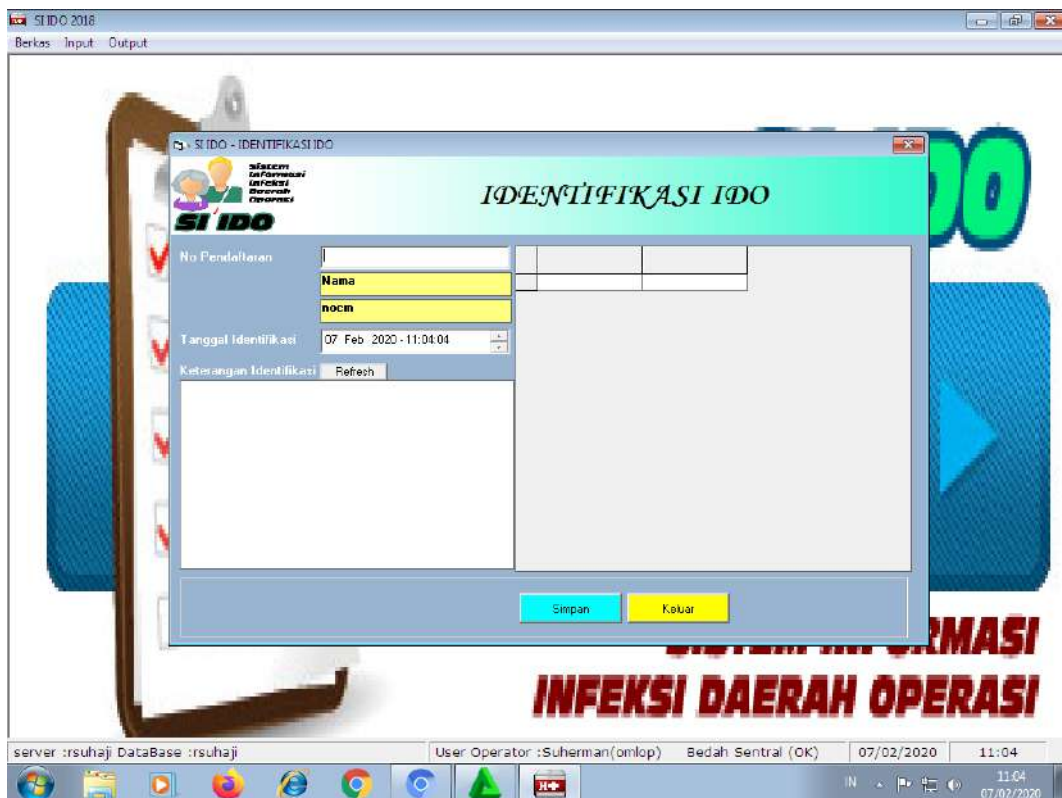 SI IDO 2018
Berkas Input Output
SI IDO - IDENTIFIKASI IDO
sistem
informasi
infeksi
Daerah
Operasi
SI IDO
IDENTIFIKASI IDO
IDO
No Pendaftaran
Nama
nocm
Tanggal Identifikasi
07 Feb 2020 - 11:04:04
Keterangan Identifikasi
Refresh
Simpan
Keluar
INFEKSI DAERAH OPERASI
server :rsuhaji DataBase :rsuhaji
User Operator :Suherman(omlop)
Bedah Sentral (OK)
07/02/2020
11:04
IN
11:04
07/02/2020